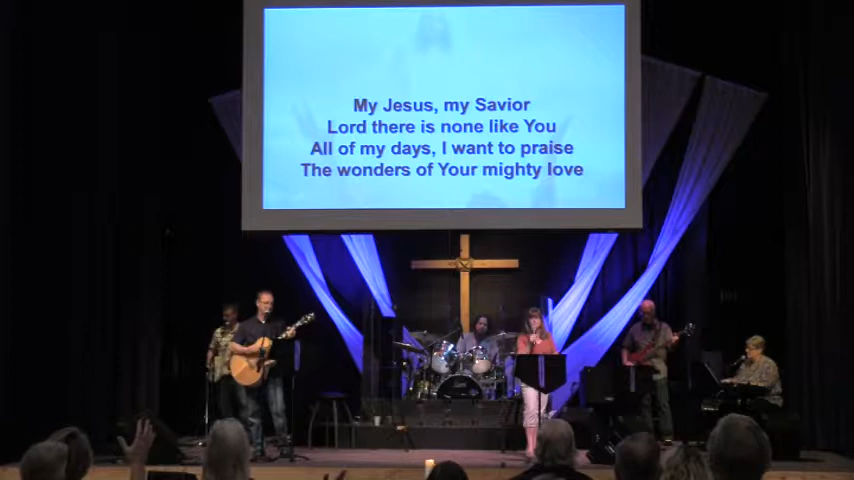 My Jesus, my Savior
Lord there is none like You
All of my days, I want to praise
The wonders of Your mighty love